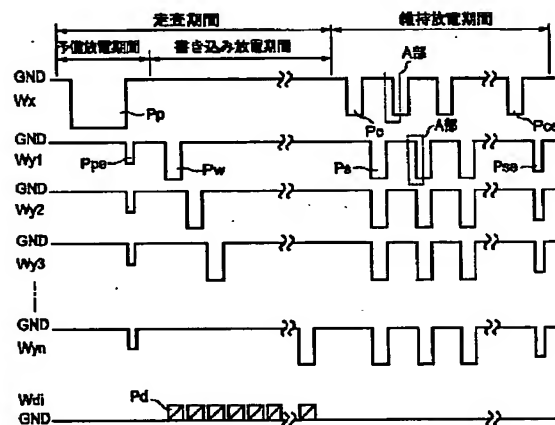 走査期間
維持放電期間
予備放電期間
書き込み放電期間
A部
GND
Wx
Pp
Pc
Pce
A部
GND
Wy1
Ppe
Pw
Ps
Pse
GND
Wy2
GND
Wy3
GND
Wyn
Wdi
Pd
GND